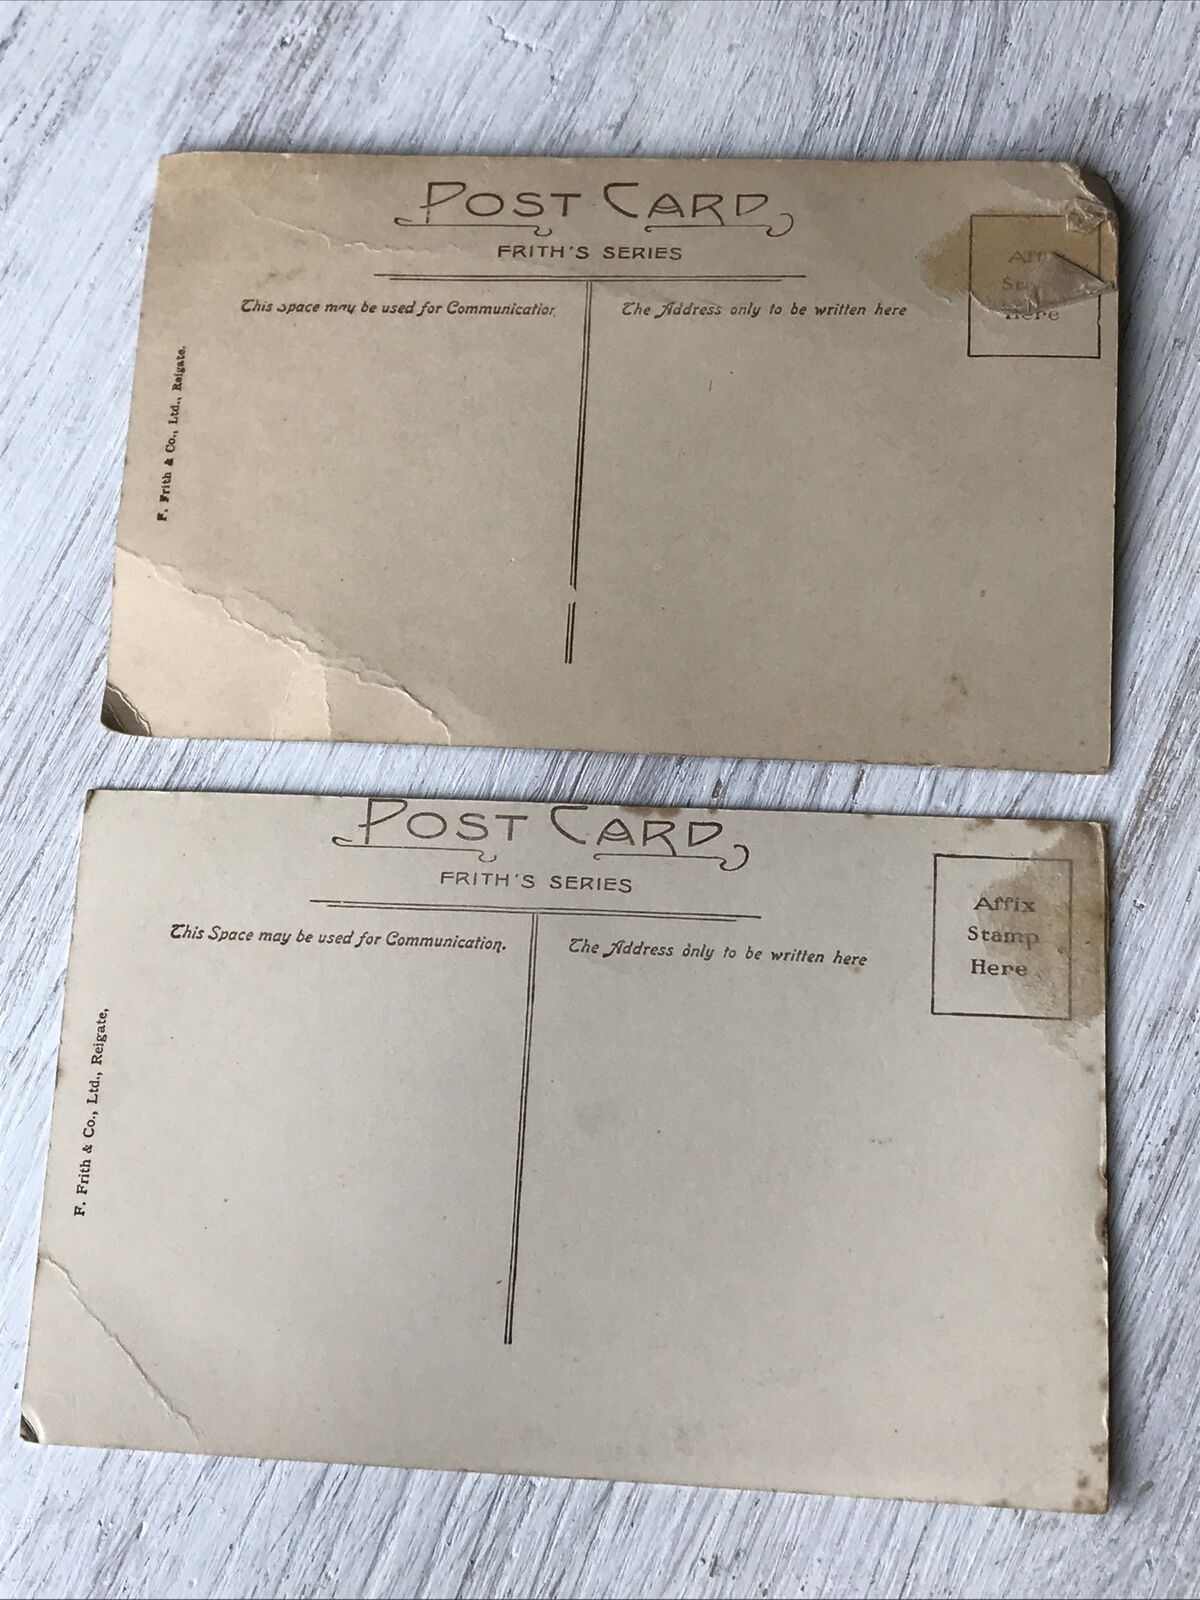 POST CARD
FRITH'S SERIES
This Space may be used for Communication
The Address only to be written here
Affix
Stamp
Here
F. Frith & Co., Ltd., Reigate.
POST CARD
FRITH'S SERIES
This Space may be used for Communication.
The Address only to be written here
Affix
Stamp
Here
F. Frith & Co., Ltd., Reigate,